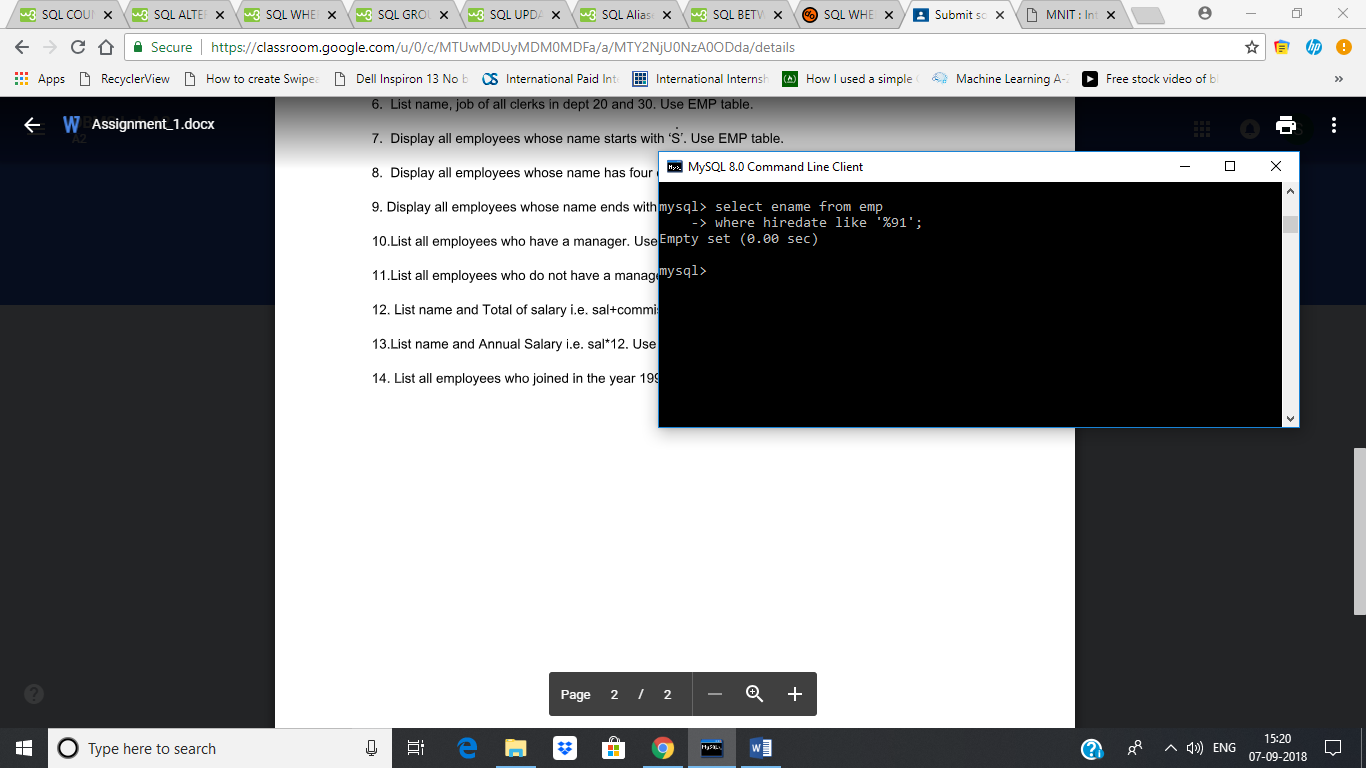 SQL COU
SQL ALTE
SQL WHE
SQL GRO
SQL UPDA
SQL Alias
SQL BETW
SQL WHE
Submit sc
MNIT : Int
Secure
https://classroom.google.com/u/0/c/MTUwMDUyMDM0MDFa/a/MTY2NjU0NzA0ODda/details
Apps
RecyclerView
How to create Swipea
Dell Inspiron 13 No b
International Paid Inte
International Internsh
How I used a simple
Machine Learning A-Z
Free stock video of bl
»
Assignment_1.docx
A2
6. List name, job of all clerks in dept 20 and 30. Use EMP table.
7. Display all employees whose name starts with ‘S’. Use EMP table.
8. Display all employees whose name has four
9. Display all employees whose name ends with
10.List all employees who have a manager. Use
11.List all employees who do not have a manage
12. List name and Total of salary i.e. sal+commi
13.List name and Annual Salary i.e. sal*12. Use
14. List all employees who joined in the year 199
MySQL 8.0 Command Line Client
mysql> select ename from emp
-> where hiredate like '%91';
Empty set (0.00 sec)
mysql>
Page 2 / 2
Type here to search
ENG
15:20
07-09-2018